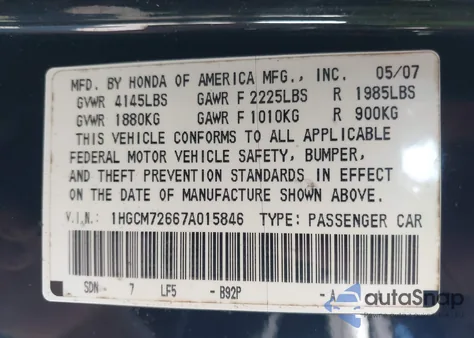 MFD. BY HONDA OF AMERICA MFG., INC. 05/07
GVWR 4145LBS GAWR F 2225LBS R 1985LBS
GVWR 1880KG GAWR F 1010KG R 900KG
THIS VEHICLE CONFORMS TO ALL APPLICABLE
FEDERAL MOTOR VEHICLE SAFETY, BUMPER,
AND THEFT PREVENTION STANDARDS IN EFFECT
ON THE DATE OF MANUFACTURE SHOWN ABOVE.
V.I.N.: 1HGCM72667A015846 TYPE: PASSENGER CAR
SDN - 7 LF5 - B92P - A
autoSnap